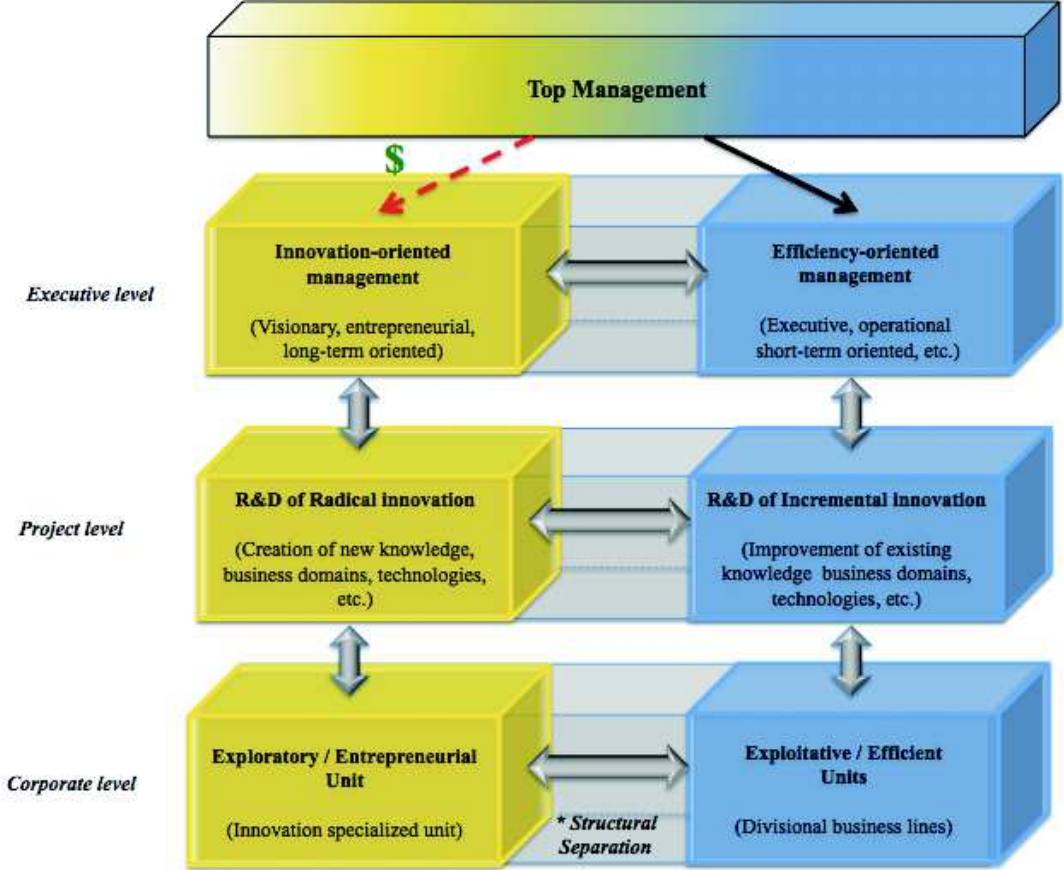 Top Management
$
Executive level
Innovation-oriented
management
(Visionary, entrepreneurial,
long-term oriented)
Efficiency-oriented
management
(Executive, operational
short-term oriented, etc.)
Project level
R&D of Radical innovation
(Creation of new knowledge,
business domains, technologies,
etc.)
R&D of Incremental innovation
(Improvement of existing
knowledge business domains,
technologies, etc.)
Corporate level
Exploratory / Entrepreneurial
Unit
(Innovation specialized unit)
* Structural
Separation
Exploitative / Efficient
Units
(Divisional business lines)